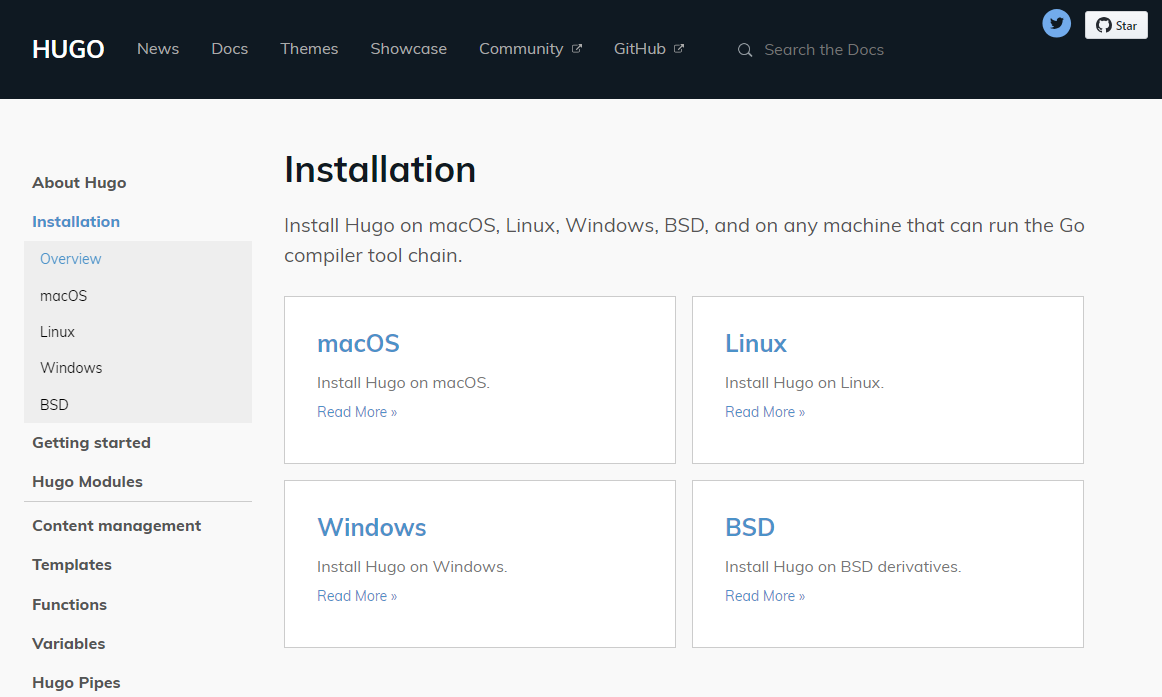 HUGO
News
Docs
Themes
Showcase
Community
GitHub
Search the Docs
Star
About Hugo
Installation
Overview
macOS
Linux
Windows
BSD
Getting started
Hugo Modules
Content management
Templates
Functions
Variables
Hugo Pipes
Installation
Install Hugo on macOS, Linux, Windows, BSD, and on any machine that can run the Go
compiler tool chain.
macOS
Install Hugo on macOS.
Read More »
Linux
Install Hugo on Linux.
Read More »
Windows
Install Hugo on Windows.
Read More »
BSD
Install Hugo on BSD derivatives.
Read More »